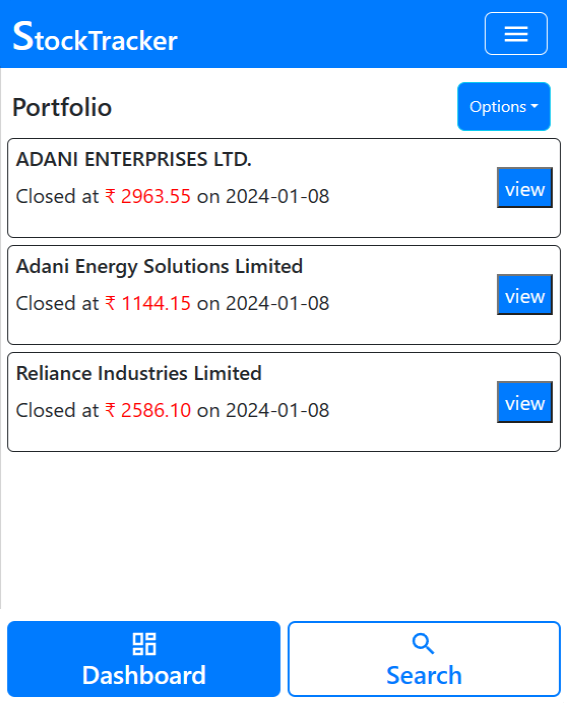 StockTracker
Portfolio
Options
ADANI ENTERPRISES LTD.
Closed at ₹ 2963.55 on 2024-01-08
view
Adani Energy Solutions Limited
Closed at ₹ 1144.15 on 2024-01-08
view
Reliance Industries Limited
Closed at ₹ 2586.10 on 2024-01-08
view
Dashboard
Search